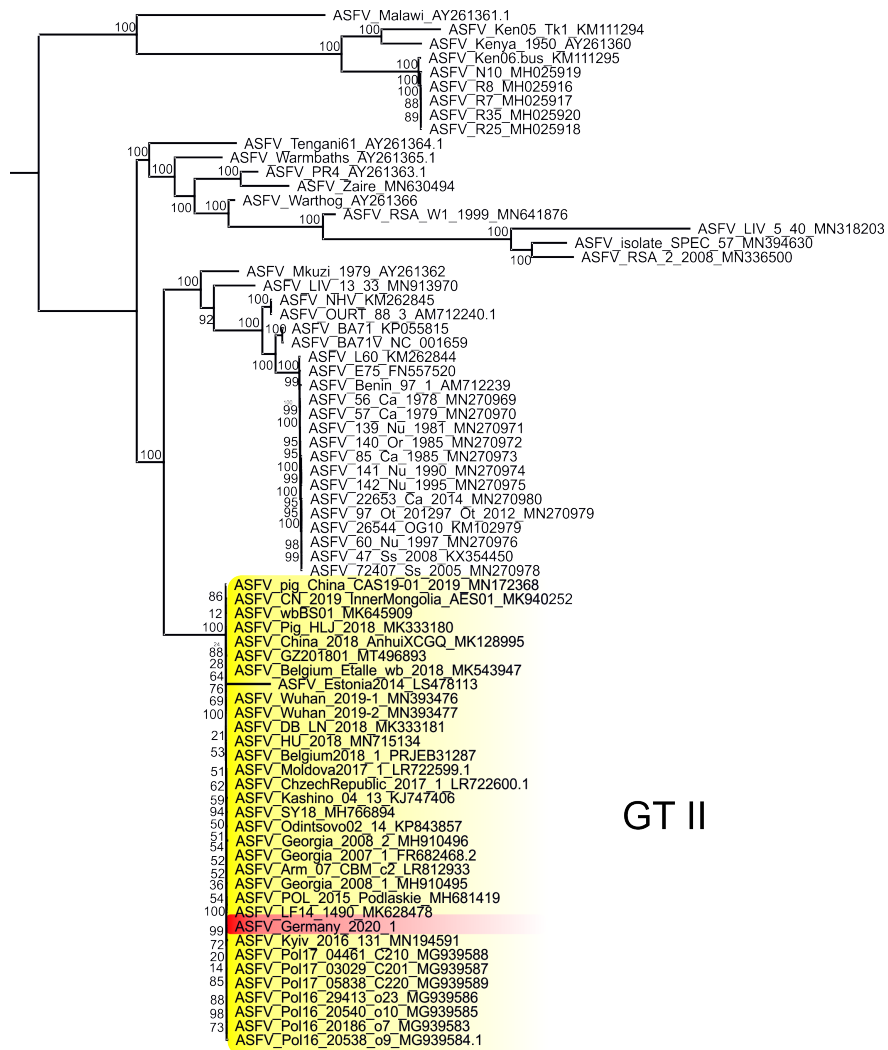 ASFV_Malawi_AY261361.1
100
ASFV_Ken05_Tk1_KM111294
100
ASFV_Kenya_1950_AY261360
100
ASFV_Ken06.bus_KM111295
100
ASFV_N10_MH025919
100
ASFV_R8_MH025916
100
ASFV_R7_MH025917
88
ASFV_R35_MH025920
89
ASFV_R25_MH025918
ASFV_Tengani61_AY264364.1
100
ASFV_Warmbaths_AY261365.1
100
ASFV_PR4_AY261363.1
100
ASFV_Zaire_MN630494
100
ASFV_Warthog_AY261366
100
ASFV_RSA_W1_1999_MN641876
100
ASFV_LIV_5_40_MN318203
100
ASFV_isolate_SPEC_57_MN394630
100
ASFV_RSA_2_2008_MN336500
ASFV_Mkuzi_1979_AY261362
100
ASFV_LIV_13_33_MN913970
ASFV_NHV_KM262845
100
ASFV_OURT_88_3_AM712240.1
92
100
100
ASFV_BA71_KP055815
ASFV_BA71V_NC_001659
ASFV_L60_KM262844
100
100
ASFV_E75_FN557520
99
ASFV_Benin_97_1_AM712239
ASFV_56_Ca_1978_MN270969
99
ASFV_57_Ca_1979_MN270970
100
ASFV_139_Nu_1981_MN270971
95
ASFV_140_Or_1985_MN270972
95
ASFV_85_Ca_1985_MN270973
100
100
ASFV_141_Nu_1990_MN270974
99
ASFV_142_Nu_1995_MN270975
100
ASFV_22653_Ca_2014_MN270980
95
ASFV_97_Ot_201297_Ot_2012_MN270979
95
100
ASFV_26544_OG10_KM102979
98
ASFV_60_Nu_1997_MN270976
99
ASFV_47_Ss_2008_KX354450
ASFV_72407_Ss_2005_MN270978
ASFV_pig_China_CAS19-01_2019_MN172368
86
ASFV_CN_2019_InnerMongolia_AES01_MK940252
12
ASFV_wbBS01_MK645909
100
ASFV_Pig_HLJ_2018_MK333180
ASFV_China_2018_AnhuiXCGQ_MK128995
88
ASFV_GZ201801_MT496893
28
ASFV_Belgium_Etalle_wb_2018_MK543947
64
ASFV_Estonia2014_LS478113
76
ASFV_Wuhan_2019-1_MN393476
69
ASFV_Wuhan_2019-2_MN393477
100
ASFV_DB_LN_2018_MK333181
21
ASFV_HU_2018_MN715134
53
ASFV_Belgium2018_1_PRJEB31287
ASFV_Moldova2017_1_LR722599.1
51
ASFV_ChzechRepublic_2017_1_LR722600.1
62
ASFV_Kashino_04_13_KJ747406
59
ASFV_SY18_MH766894
94
ASFV_Odintsovo02_14_KP843857
50
51
ASFV_Georgia_2008_2_MH910496
54
ASFV_Georgia_2007_1_FR682468.2
52
ASFV_Arm_07_CBM_c2_LR812933
52
ASFV_Georgia_2008_1_MH910495
36
ASFV_POL_2015_Podlaskie_MH681419
54
ASFV_LF14_1490_MK628478
100
ASFV_Germany_2020_1
99
ASFV_Kyiv_2016_131_MN194591
72
ASFV_Pol17_04461_C210_MG939588
20
ASFV_Pol17_03029_C201_MG939587
14
ASFV_Pol17_05838_C220_MG939589
85
ASFV_Pol16_29413_o23_MG939586
88
ASFV_Pol16_20540_o10_MG939585
98
ASFV_Pol16_20186_o7_MG939583
73
ASFV_Pol16_20538_o9_MG939584.1
GT II